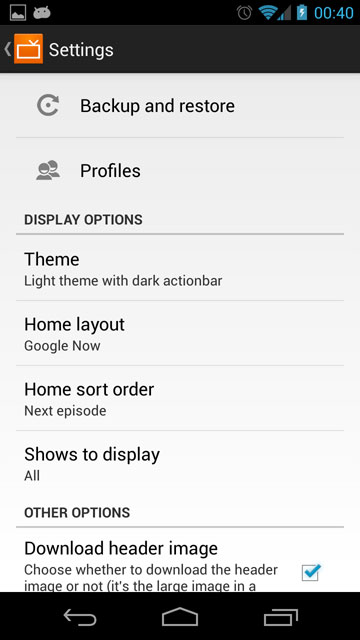 00:40
Settings
Backup and restore
Profiles
DISPLAY OPTIONS
Theme
Light theme with dark actionbar
Home layout
Google Now
Home sort order
Next episode
Shows to display
All
OTHER OPTIONS
Download header image
Choose whether to download the header
image or not (it's the large image in a